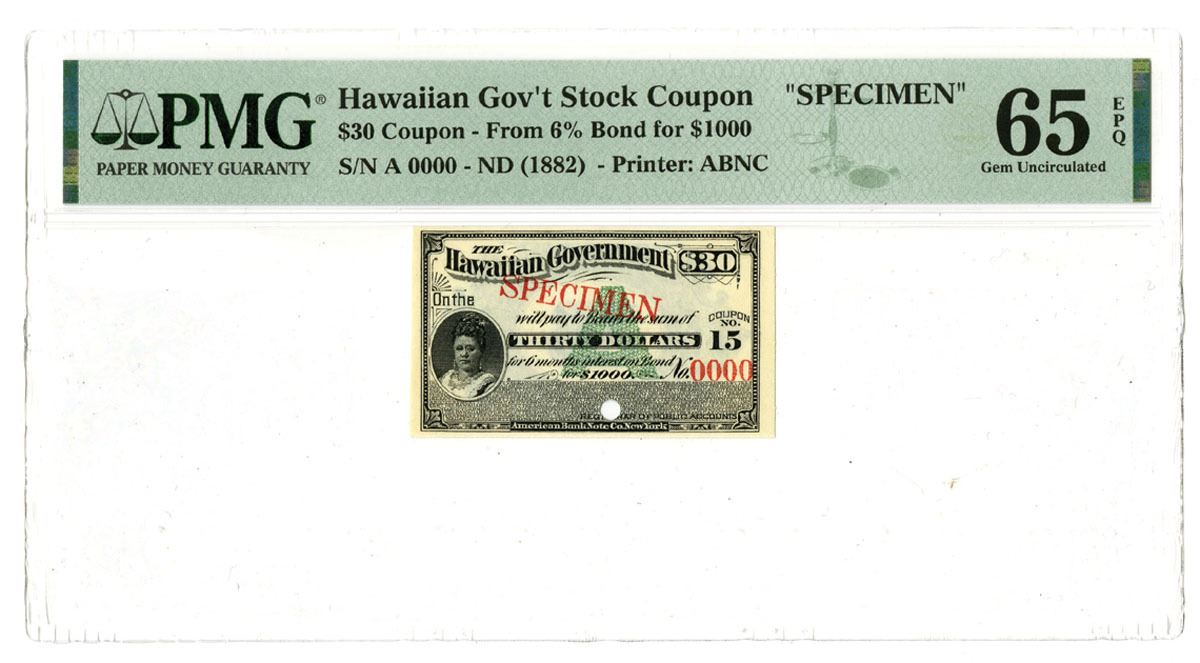 PMG®
PAPER MONEY GUARANTY
Hawaiian Gov't Stock Coupon "SPECIMEN"
$30 Coupon - From 6% Bond for $1000
S/N A 0000 - ND (1882) - Printer: ABNC
65
EPQ
Gem Uncirculated
THE
Hawaiian Government $30
SPECIMEN
On the
will pay to Bearer the sum of
COUPON
NO.
THIRTY DOLLARS 15
for 6 months interest on Bond
for $1000. No. 0000
A
OF PUBLIC ACCOUNTS
American Bank Note Co. New York